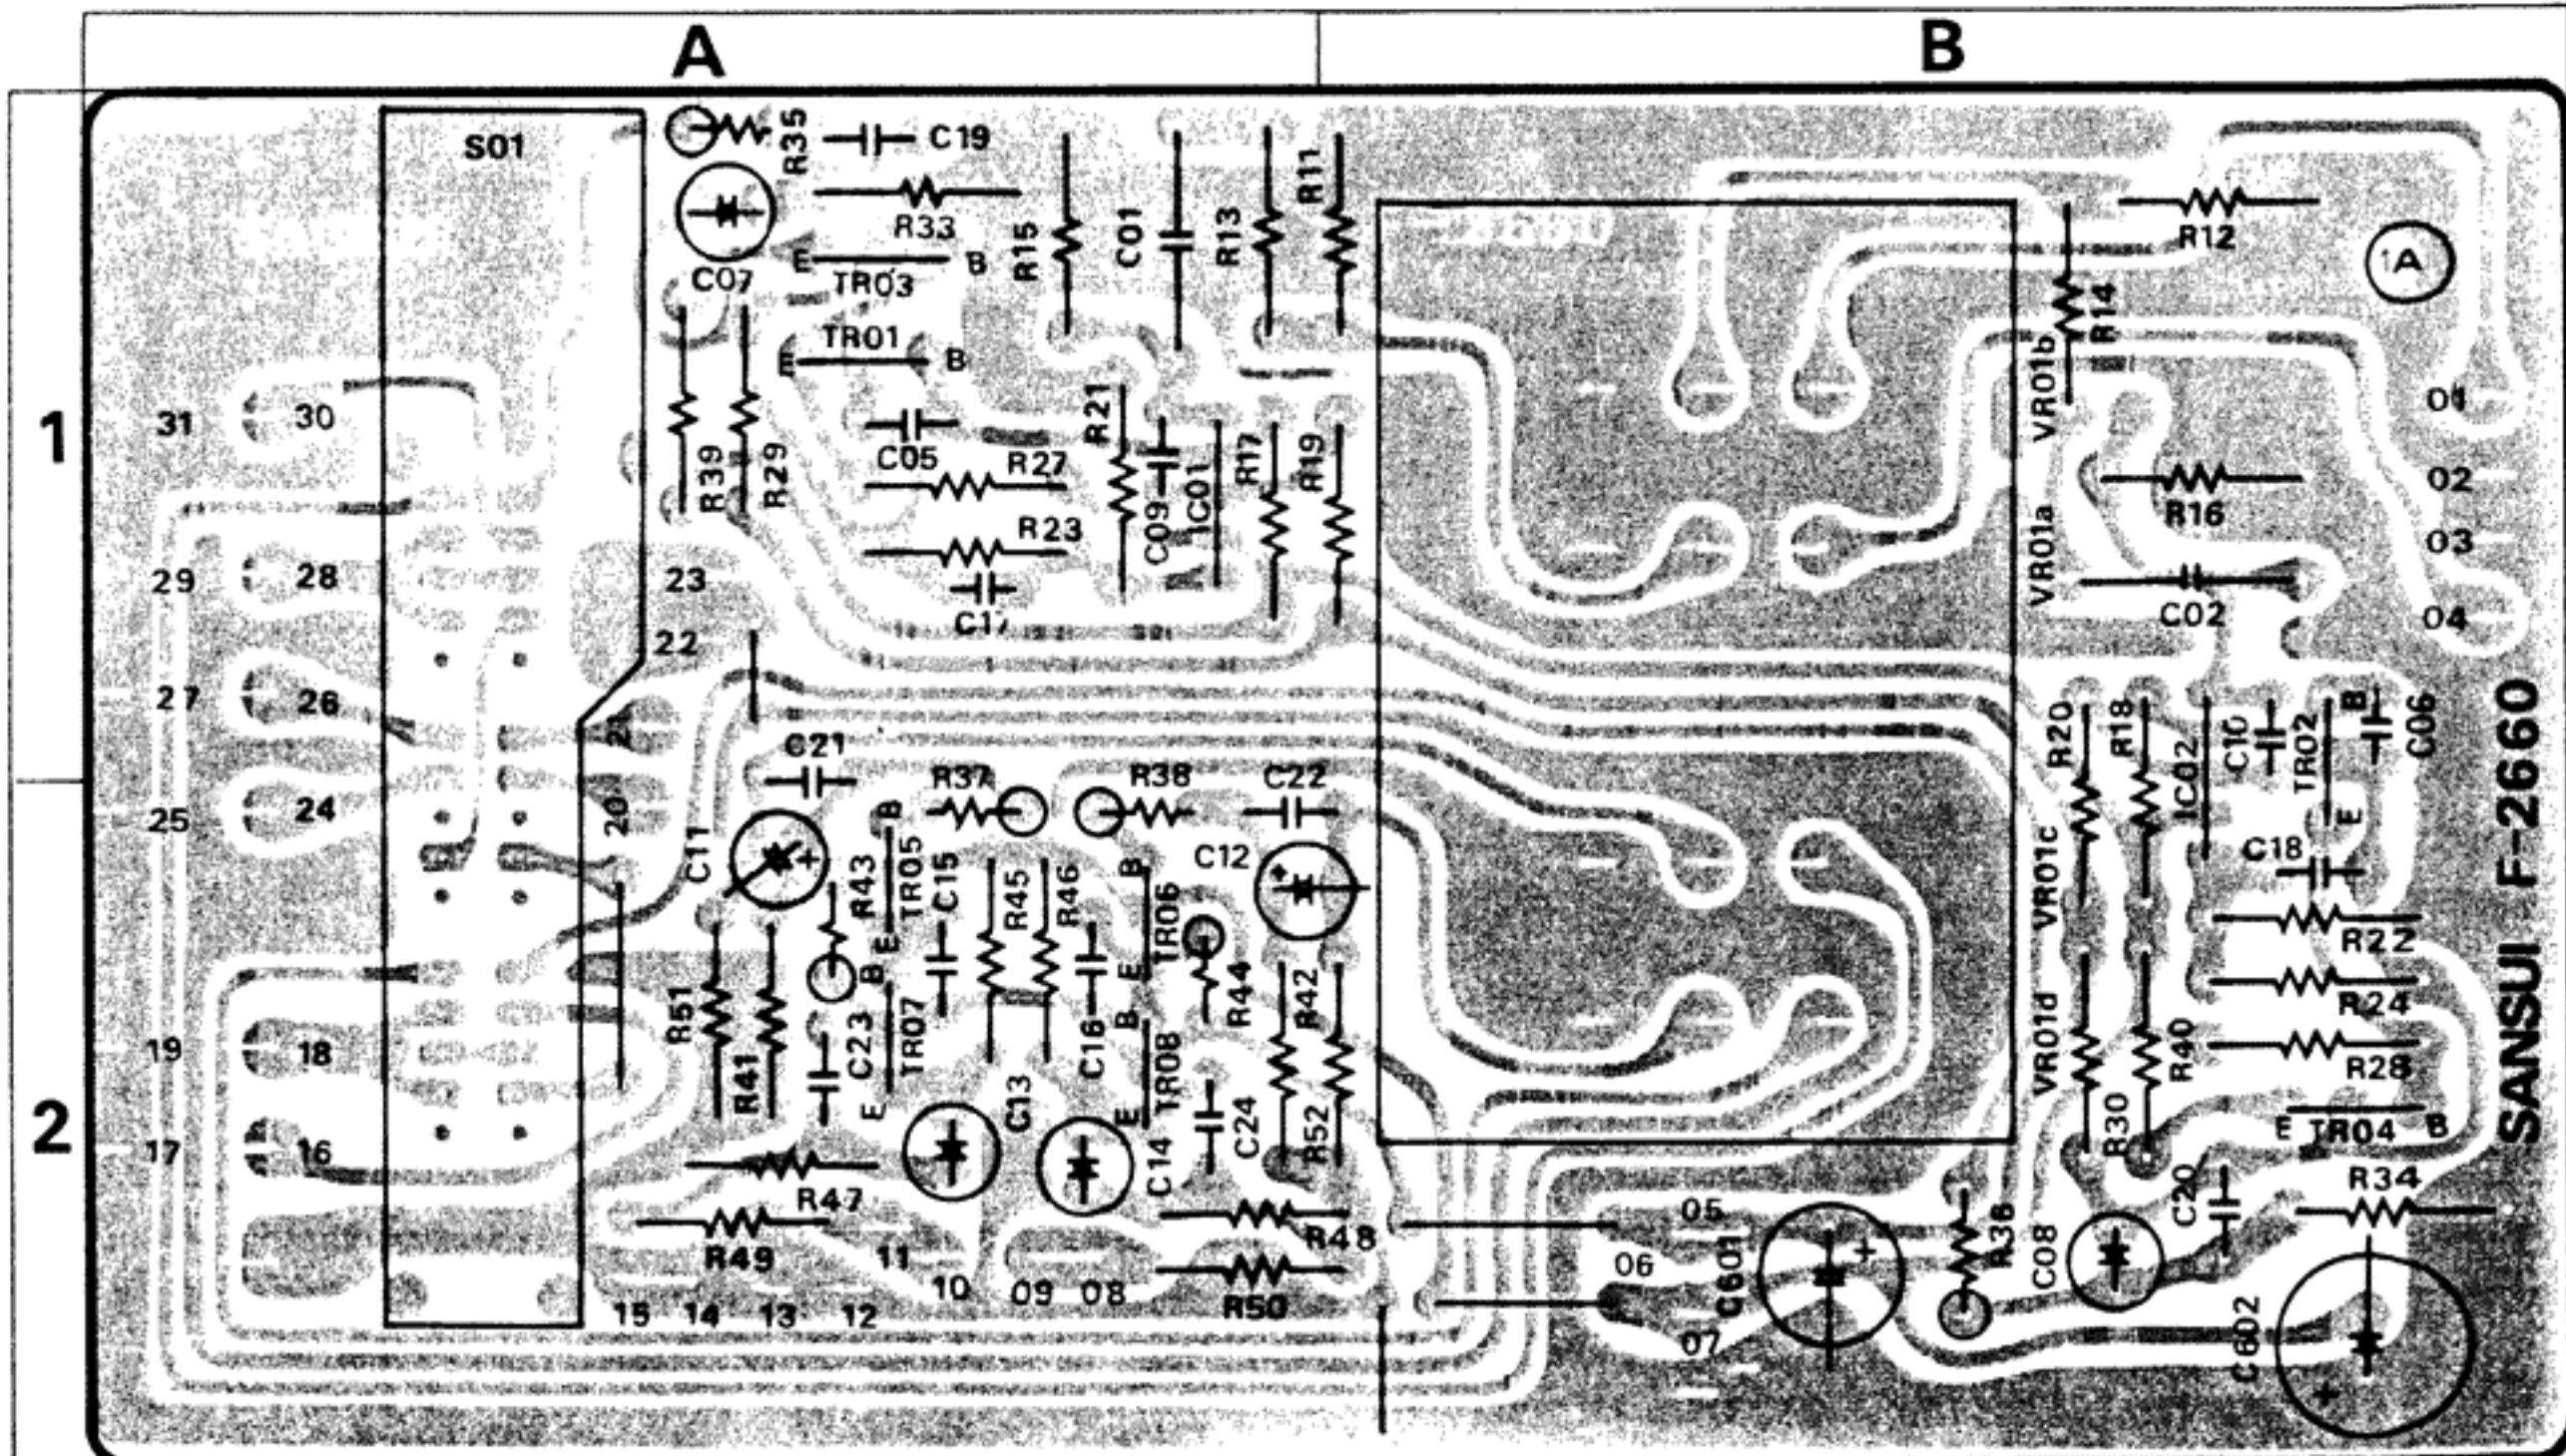 A B
1
2
S01
R35
C19
C07
R33
E TR03 B
R15
C01
R13
R11
E TR01 B
R12
1A
R14
VR01b
31 30
R39
R29
C05
R27
R21
C09
IC01
R17
R19
R23
C17
01
02
R16
03
VR01a
C02
04
29 28
23
22
27 26
21
C21
R37
R38
C22
25 24
20
C11
+
R43
B
TR05
E
C15
R45
R46
B
TR06
E
C12
+
R44
R42
R20
R18
IC02
C10
TR02
B
E
C06
VR01c
C18
R22
R24
VR01d
R40
R28
R30
E TR04 B
SANSUI F-2660
19 18
R51
R41
C23
B
TR07
E
C13
C16
B
TR08
E
C14
C24
R52
17 16
R47
R49
R48
R50
11
10
09
08
15
14
13
12
05
06
07
C601
+
R36
C08
C20
R34
C602
+